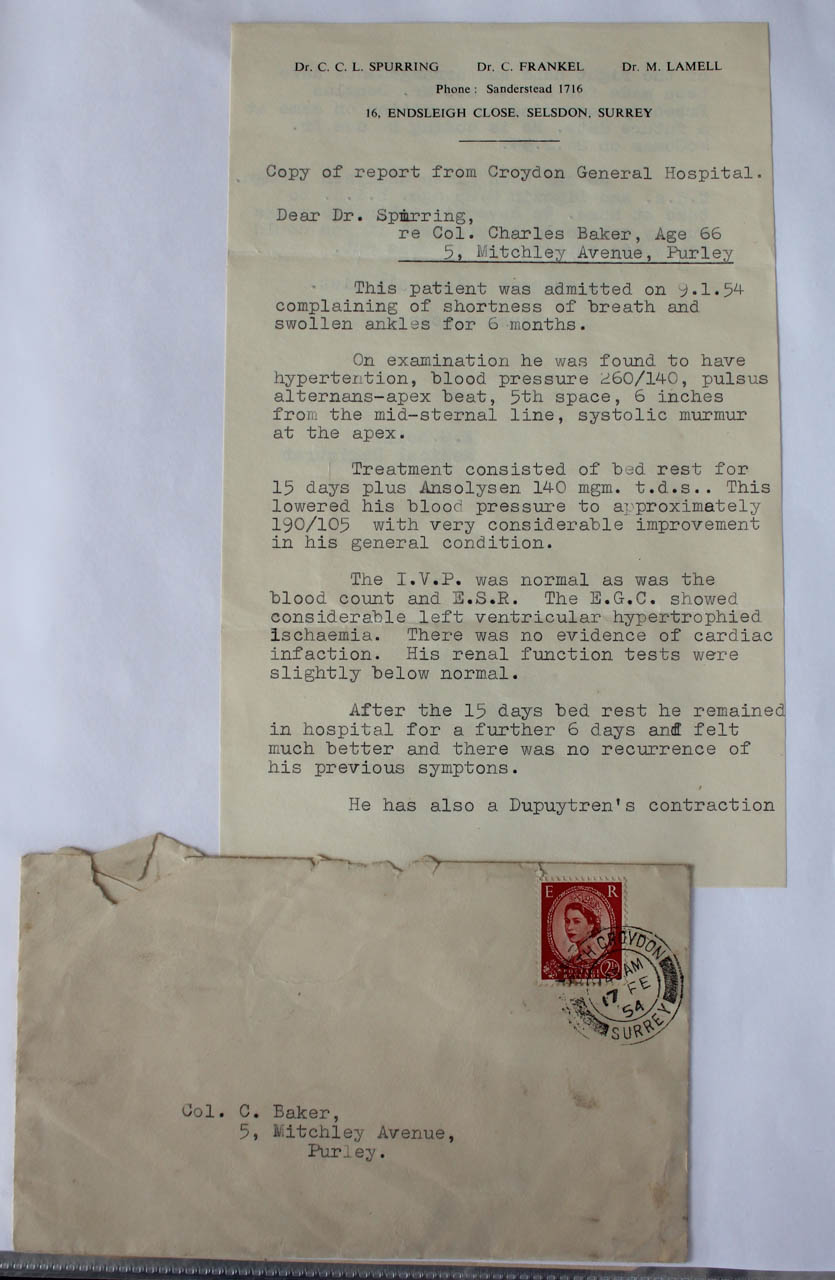 Dr. C. C. L. SPURRING Dr. C. FRANKEL Dr. M. LAMELL
Phone: Sanderstead 1716
16, ENDSLEIGH CLOSE, SELSDON, SURREY
Copy of report from Croydon General Hospital.
Dear Dr. Spurring,
re Col. Charles Baker, Age 66
5, Mitchley Avenue, Purley
This patient was admitted on 9.1.54
complaining of shortness of breath and
swollen ankles for 6 months.
On examination he was found to have
hypertention, blood pressure 260/140, pulsus
alternans-apex beat, 5th space, 6 inches
from the mid-sternal line, systolic murmur
at the apex.
Treatment consisted of bed rest for
15 days plus Ansolysen 140 mgm. t.d.s.. This
lowered his blood pressure to approximately
190/105 with very considerable improvement
in his general condition.
The I.V.P. was normal as was the
blood count and E.S.R. The E.G.C. showed
considerable left ventricular hypertrophied
ischaemia. There was no evidence of cardiac
infaction. His renal function tests were
slightly below normal.
After the 15 days bed rest he remained
in hospital for a further 6 days and felt
much better and there was no recurrence of
his previous symptons.
He has also a Dupuytren's contraction
E R
2½
TH CROYDON
AM
17 FE
54
SURREY
Col. C. Baker,
5, Mitchley Avenue,
Purley.